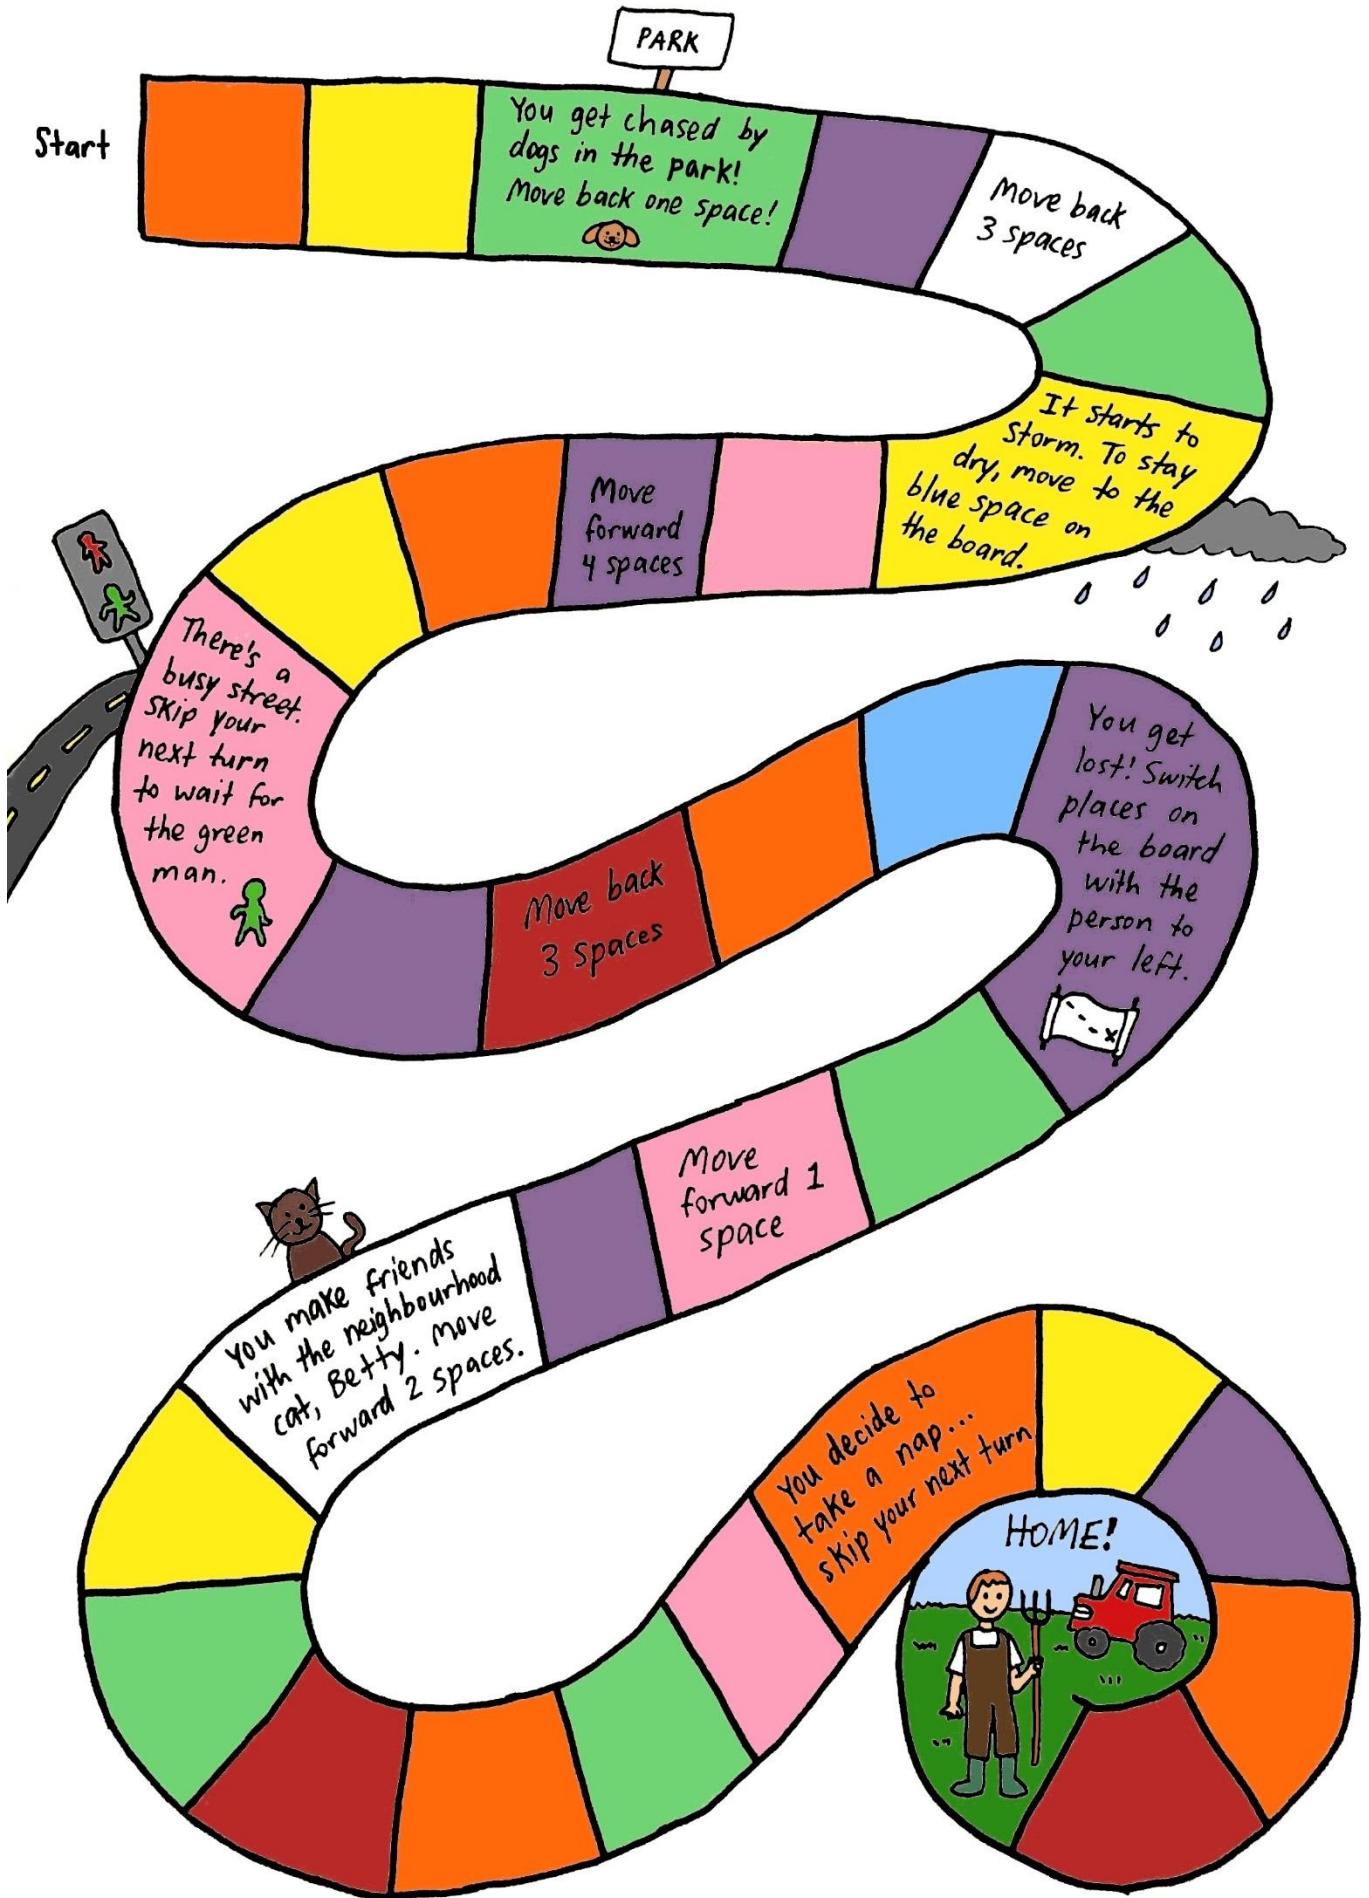 PARK
Start
You get chased by
dogs in the park!
Move back one space!
Move back
3 spaces
It starts to
storm. To stay
dry, move to the
blue space on
the board.
Move
forward
4 spaces
There's a
busy street.
Skip your
next turn
to wait for
the green
man.
Move back
3 spaces
You get
lost! Switch
places on
the board
with the
person to
your left.
Move
forward 1
space
You make friends
with the neighbourhood
cat, Betty. Move
forward 2 spaces.
You decide to
take a nap...
skip your next turn
HOME!